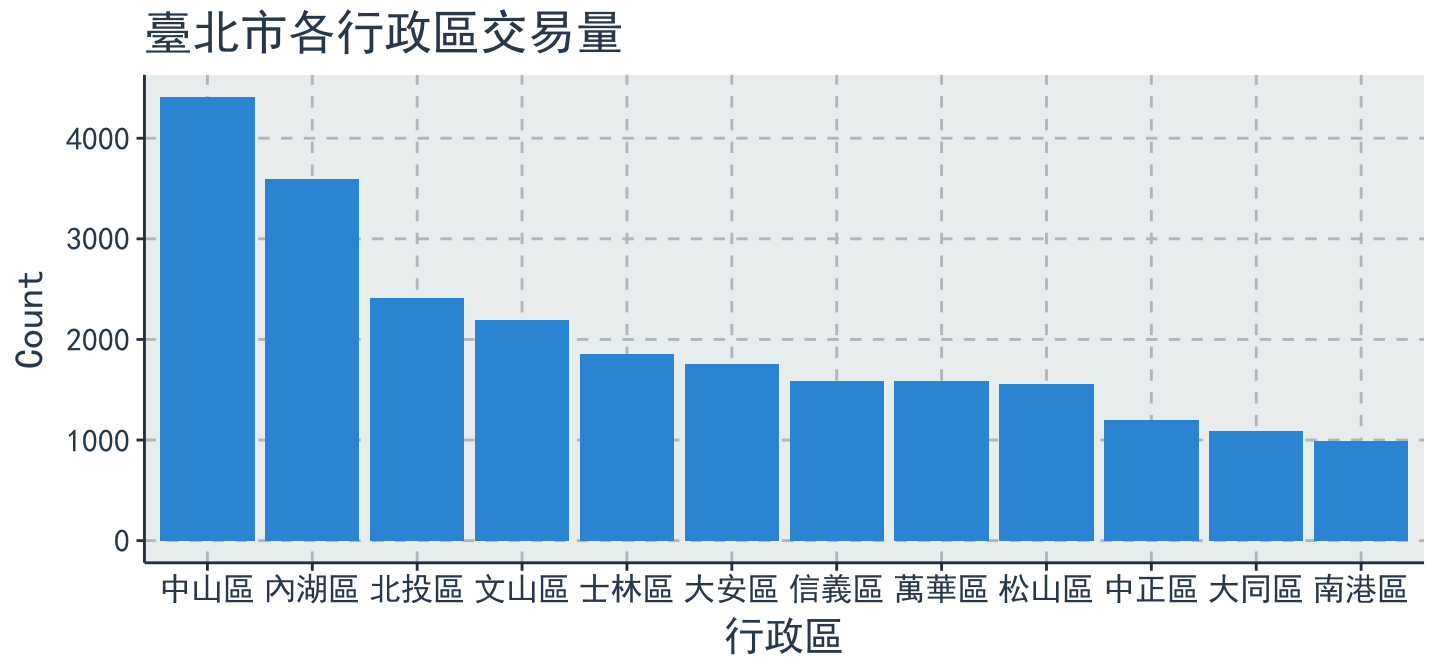 臺北市各行政區交易量
Count
4000
3000
2000
1000
0
中山區 內湖區 北投區 文山區 士林區 大安區 信義區 萬華區 松山區 中正區 大同區 南港區
行政區